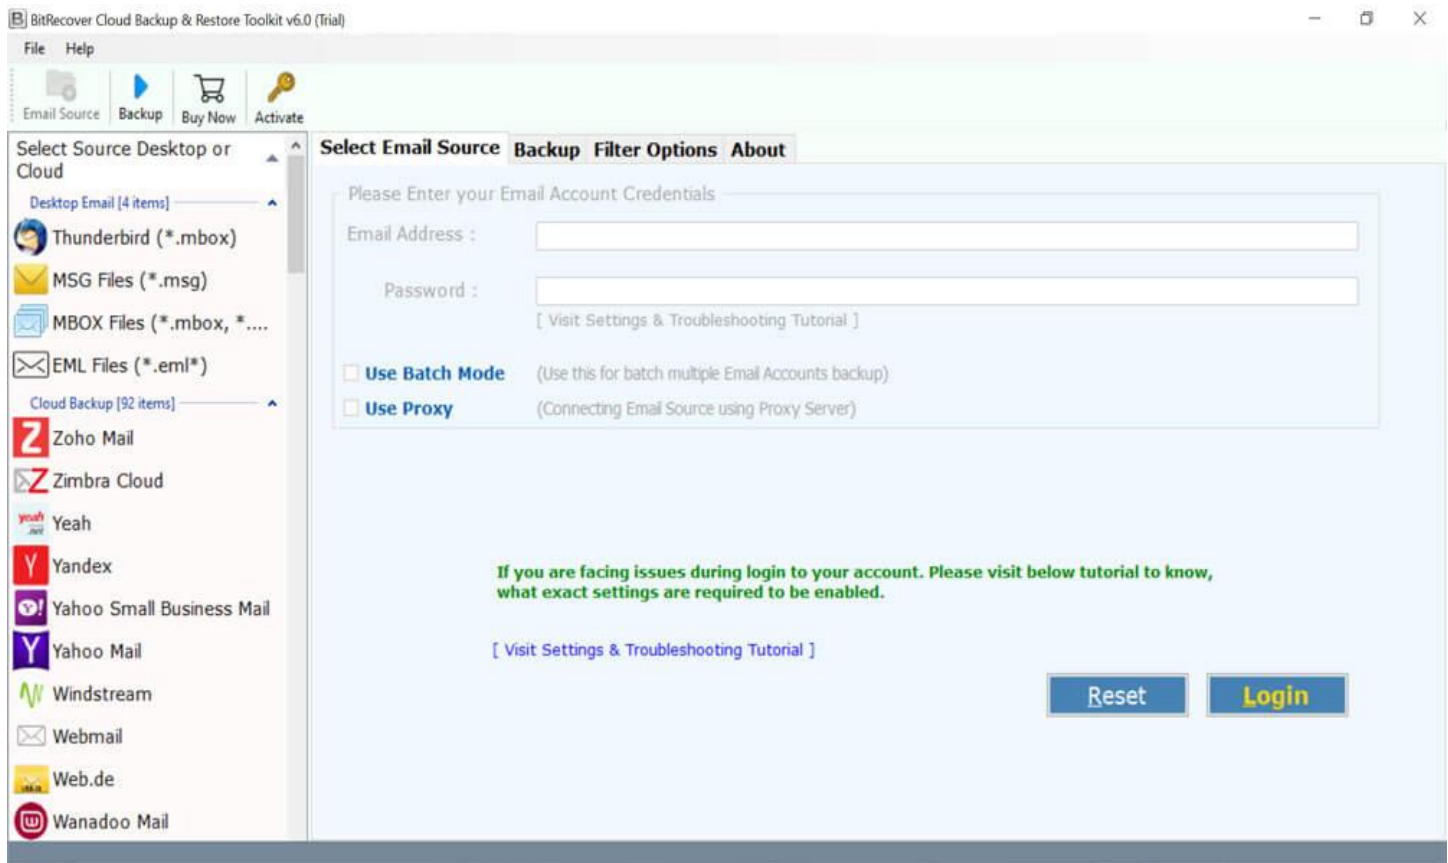 BitRecover Cloud Backup & Restore Toolkit v6.0 (Trial)
File Help
Email Source Backup Buy Now Activate
Select Source Desktop or
Cloud
Desktop Email [4 items]
Thunderbird (*.mbox)
MSG Files (*.msg)
MBOX Files (*.mbox, *....
EML Files (*.eml*)
Cloud Backup [92 items]
Zoho Mail
Zimbra Cloud
Yeah
Yandex
Yahoo Small Business Mail
Yahoo Mail
Windstream
Webmail
Web.de
Wanadoo Mail
Select Email Source Backup Filter Options About
Please Enter your Email Account Credentials
Email Address :
Password :
[ Visit Settings & Troubleshooting Tutorial ]
Use Batch Mode (Use this for batch multiple Email Accounts backup)
Use Proxy (Connecting Email Source using Proxy Server)
If you are facing issues during login to your account. Please visit below tutorial to know,
what exact settings are required to be enabled.
[ Visit Settings & Troubleshooting Tutorial ]
Reset Login